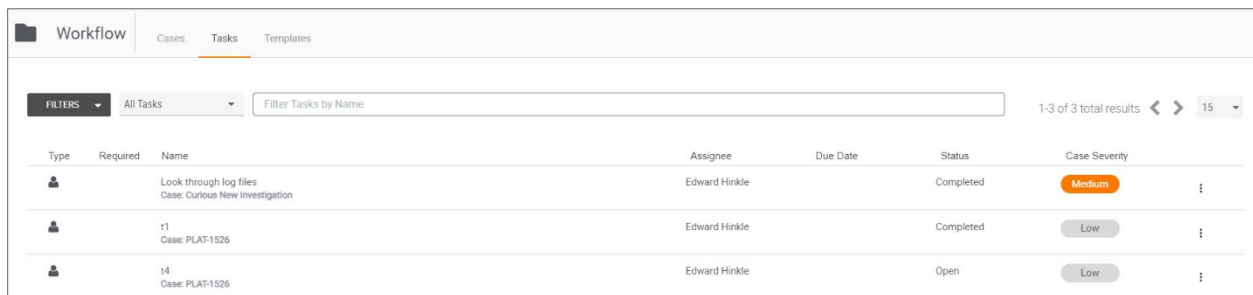 Workflow Cases Tasks Templates
FILTERS All Tasks Filter Tasks by Name 1-3 of 3 total results 15
Type Required Name Assignee Due Date Status Case Severity
Look through log files Edward Hinkle Completed Medium
Case: Curious New Investigation
t1 Edward Hinkle Completed Low
Case: PLAT-1526
t4 Edward Hinkle Open Low
Case: PLAT-1526